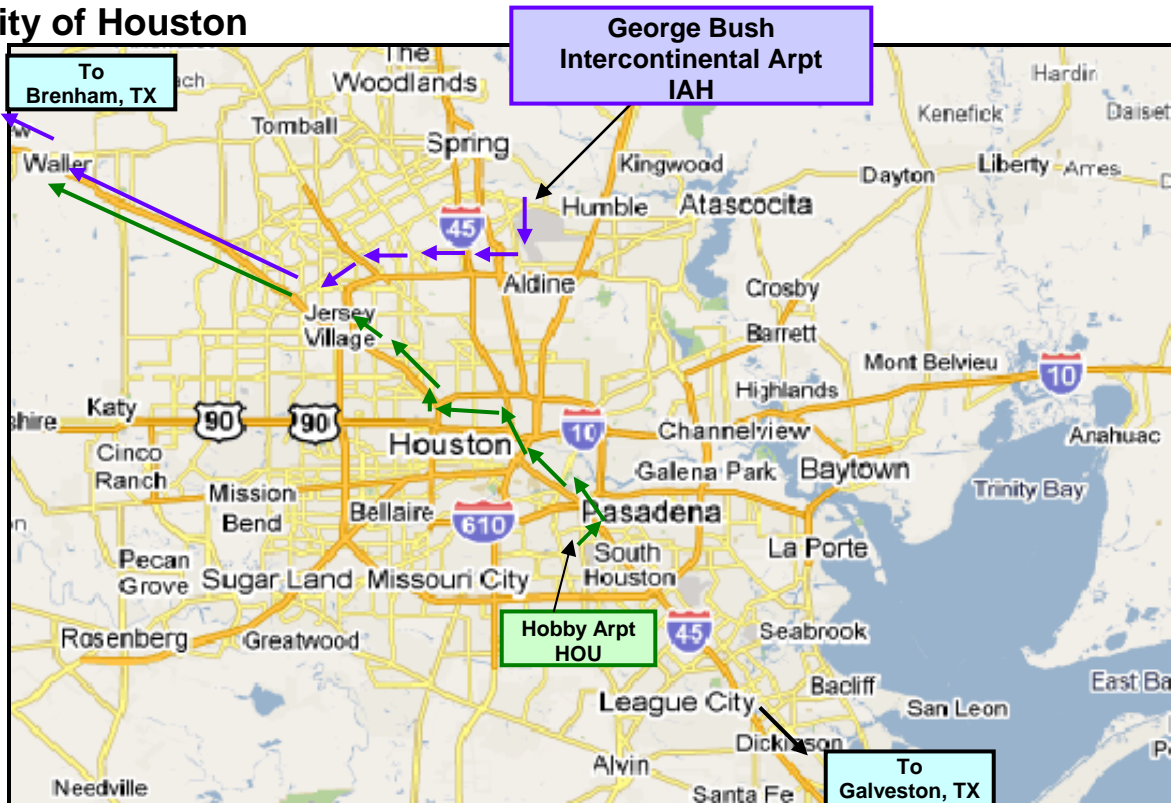 ity of Houston
George Bush
Intercontinental Arpt
IAH
To
Brenham, TX
The
Woodlands
Hardin
Kenefick
Daiset
Tomball
Spring
Waller
Kingwood
Dayton
Liberty
Ames
45
Humble
Atascocita
Aldine
Crosby
Jersey
Village
Barrett
Mont Belvieu
10
Highlands
Katy
90
90
shire
10
Channelview
Anahuac
Houston
Cinco
Ranch
Galena Park
Baytown
Mission
Bend
Trinity Bay
Bellaire
610
Pasadena
La Porte
Pecan
Grove
South
Houston
Sugar Land
Missouri City
Hobby Arpt
HOU
45
Seabrook
Rosenberg
Greatwood
Bacliff
East Ba
League City
San Leon
Dickinson
To
Galveston, TX
Alvin
Needville
Santa Fe